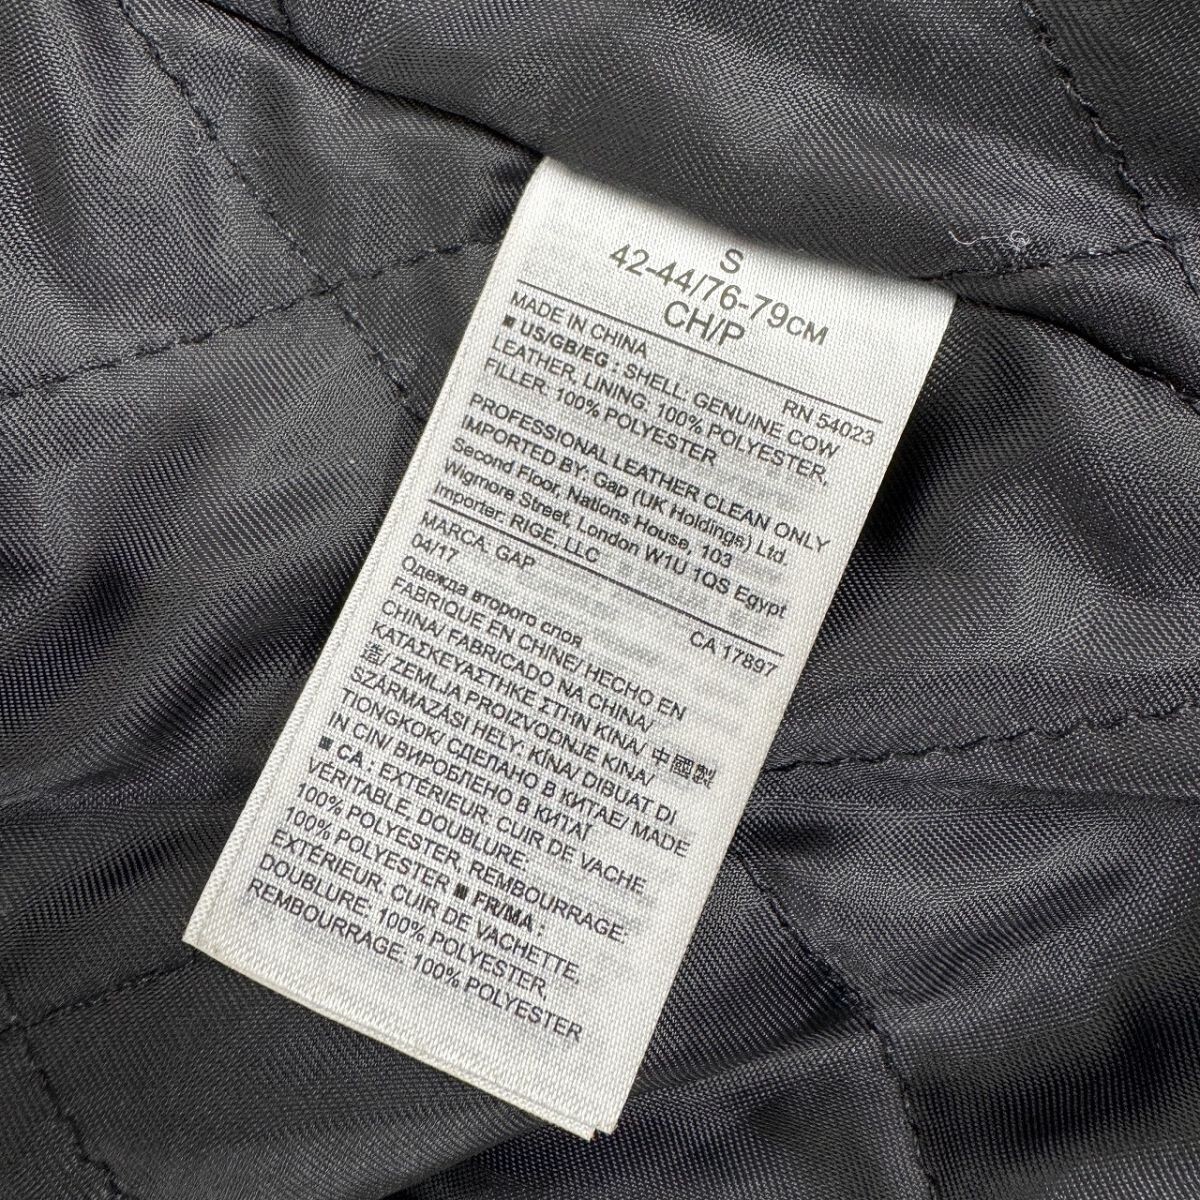 S
42-44/76-79CM
CH/P
MADE IN CHINA RN 54023
■ US/GB/EG : SHELL: GENUINE COW
LEATHER, LINING, 100% POLYESTER,
FILLER: 100% POLYESTER
PROFESSIONAL LEATHER CLEAN ONLY
IMPORTED BY: Gap (UK Holdings) Ltd.
Second Floor, Nations House, 103
Wigmore Street, London W1U 1QS Egypt
Importer: RIGE, LLC
MARCA: GAP CA 17897
04/17
Одежда второго слоя
FABRIQUÉ EN CHINE/ HECHO EN
CHINA/ FABRICADO NA CHINA/
ΚΑΤΑΣΚΕΥΑΣΤΗΚΕ ΣΤΗΝ ΚΙΝΑ/ 中國製
造/ ZEMLJA PROIZVODNJE KINA/
SZÁRMAZÁSI HELY: KÍNA/ DIBUAT DI
TIONGKOK/ СДЕЛАНО В КИТАЕ/ MADE
IN CIN/ ВИРОБЛЕНО В КИТАЇ
■ CA : EXTÉRIEUR: CUIR DE VACHE
VÉRITABLE, DOUBLURE:
100% POLYESTER, REMBOURRAGE:
100% POLYESTER ■ FR/MA :
EXTÉRIEUR: CUIR DE VACHETTE,
DOUBLURE, 100% POLYESTER,
REMBOURRAGE: 100% POLYESTER